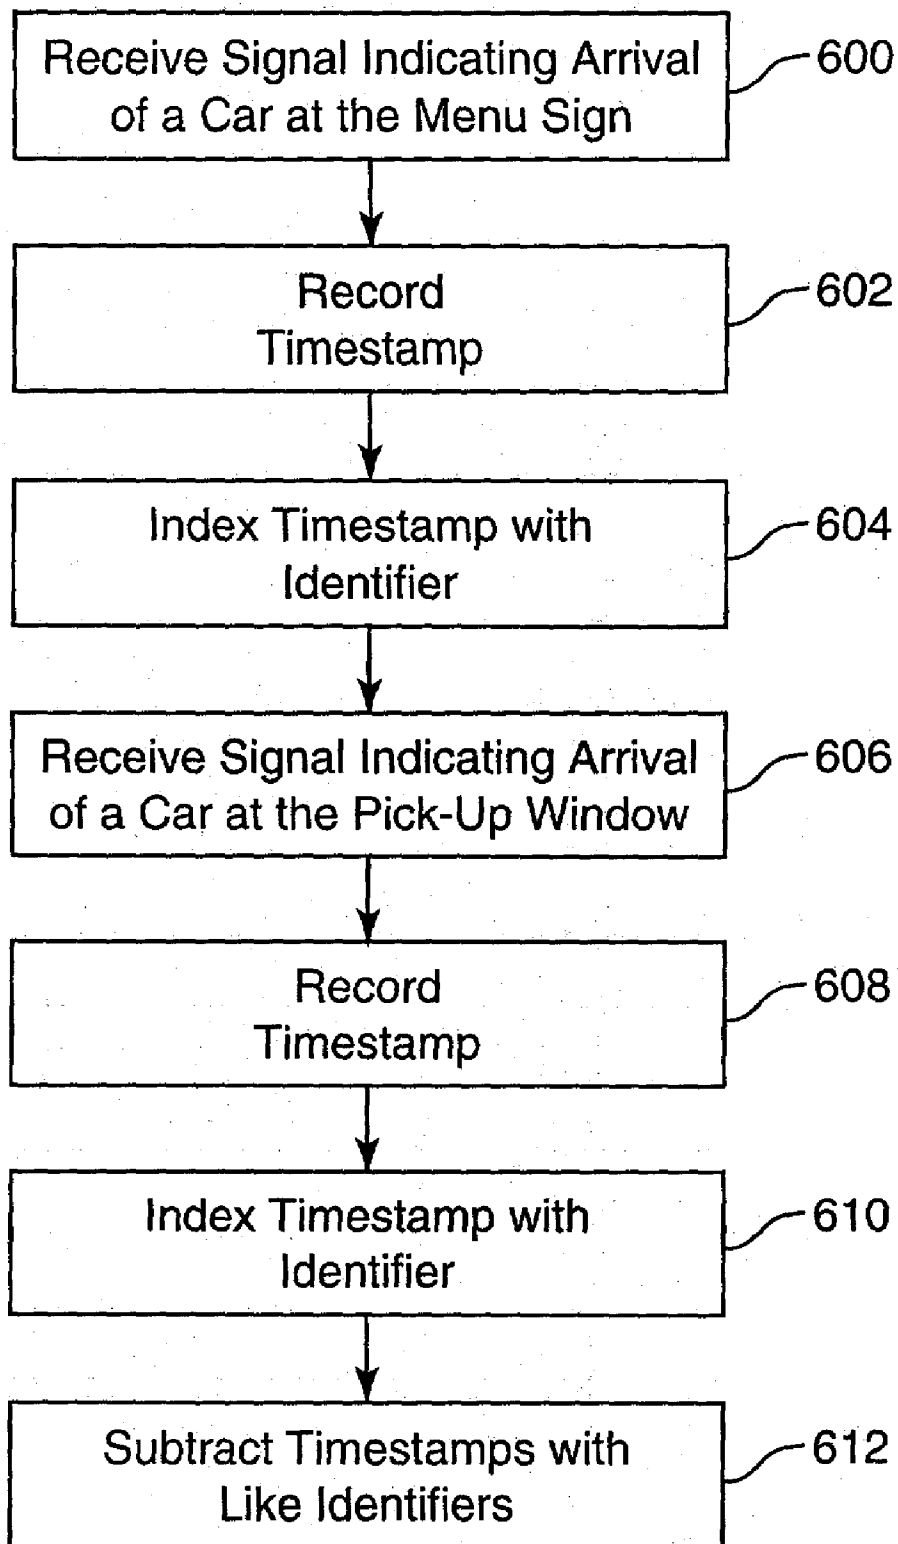 Receive Signal Indicating Arrival
of a Car at the Menu Sign
600
Record
Timestamp
602
Index Timestamp with
Identifier
604
Receive Signal Indicating Arrival
of a Car at the Pick-Up Window
606
Record
Timestamp
608
Index Timestamp with
Identifier
610
Subtract Timestamps with
Like Identifiers
612